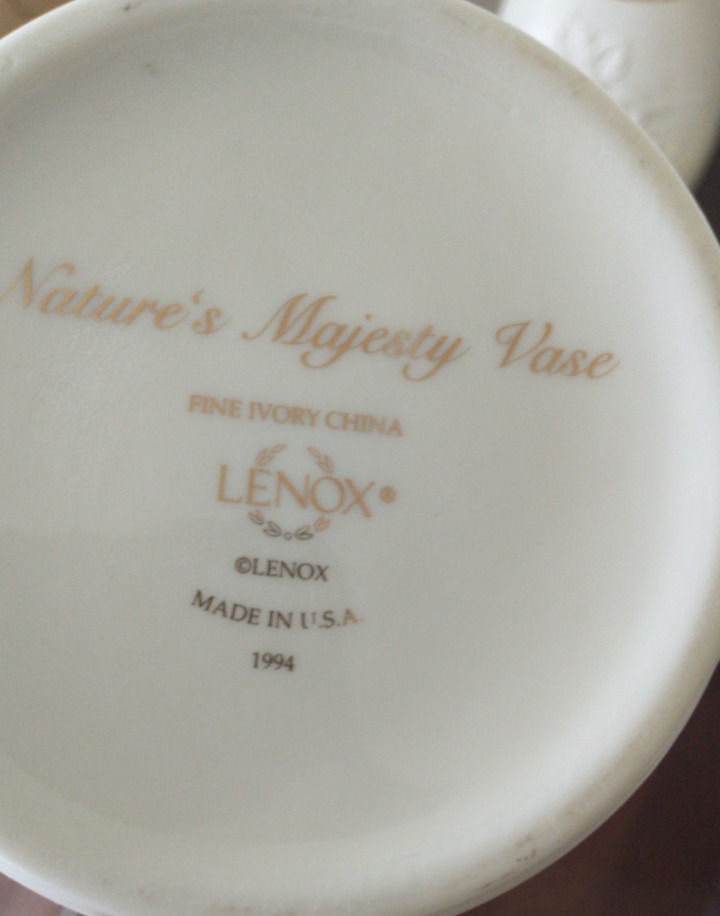 Nature's Majesty Vase
FINE IVORY CHINA
LENOX®
©LENOX
MADE IN U.S.A.
1994